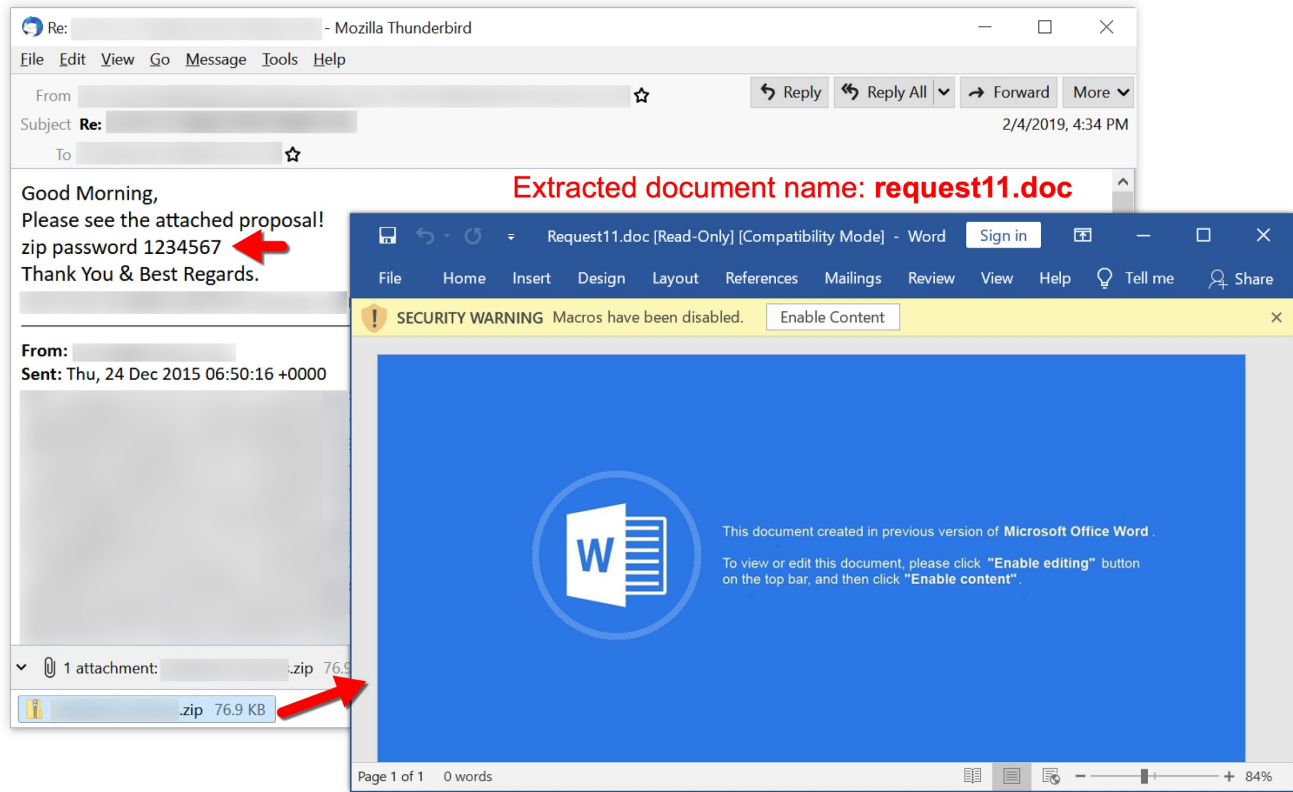 Re: - Mozilla Thunderbird
File Edit View Go Message Tools Help
From Reply Reply All Forward More
Subject Re: 2/4/2019, 4:34 PM
To
Good Morning,
Please see the attached proposal!
zip password 1234567
Thank You & Best Regards.
From:
Sent: Thu, 24 Dec 2015 06:50:16 +0000
1 attachment: .zip 76.9
.zip 76.9 KB
Extracted document name: request11.doc
Request11.doc [Read-Only] [Compatibility Mode] - Word Sign in
File Home Insert Design Layout References Mailings Review View Help Tell me Share
SECURITY WARNING Macros have been disabled. Enable Content
W
This document created in previous version of Microsoft Office Word .
To view or edit this document, please click "Enable editing" button
on the top bar, and then click "Enable content".
Page 1 of 1 0 words 84%